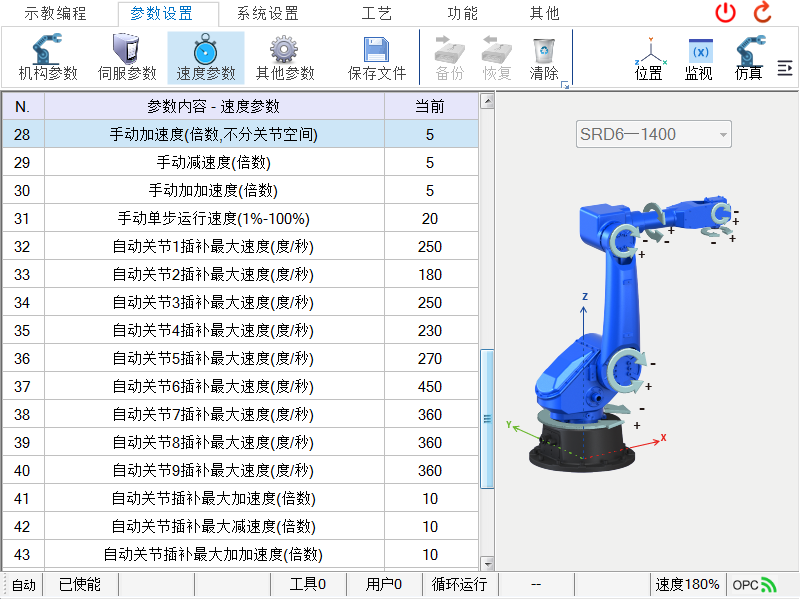 示教编程 参数设置 系统设置 工艺 功能 其他
机构参数 伺服参数 速度参数 其他参数 保存文件 备份 恢复 清除 位置 监视 仿真
Z Y X (x)
N. 参数内容 - 速度参数 当前
28 手动加速度(倍数,不分关节空间) 5
29 手动减速度(倍数) 5
30 手动加加速度(倍数) 5
31 手动单步运行速度(1%-100%) 20
32 自动关节1插补最大速度(度/秒) 250
33 自动关节2插补最大速度(度/秒) 180
34 自动关节3插补最大速度(度/秒) 250
35 自动关节4插补最大速度(度/秒) 230
36 自动关节5插补最大速度(度/秒) 270
37 自动关节6插补最大速度(度/秒) 450
38 自动关节7插补最大速度(度/秒) 360
39 自动关节8插补最大速度(度/秒) 360
40 自动关节9插补最大速度(度/秒) 360
41 自动关节插补最大加速度(倍数) 10
42 自动关节插补最大减速度(倍数) 10
43 自动关节插补最大加加速度(倍数) 10
SRD6—1400
- + - + - +
- +
Z
- +
- +
Y X
自动 已使能 工具0 用户0 循环运行 -- 速度180% OPC